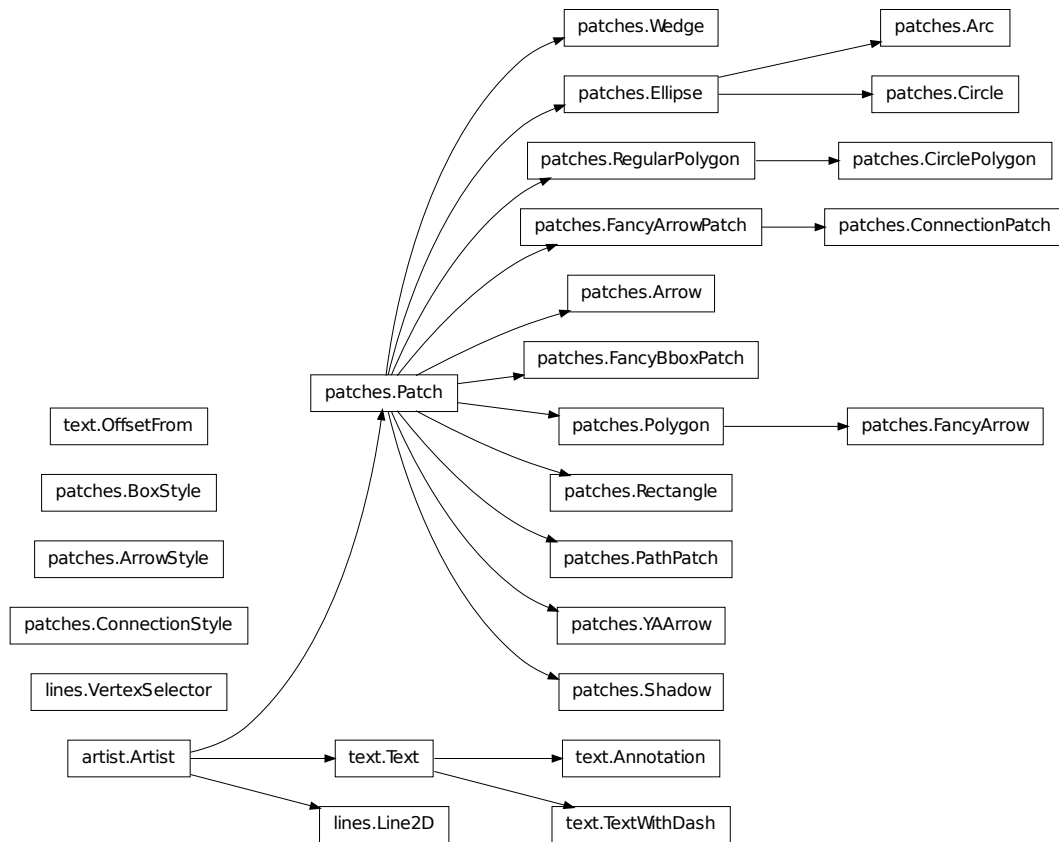 patches.Wedge
patches.Arc
patches.Ellipse
patches.Circle
patches.RegularPolygon
patches.CirclePolygon
patches.FancyArrowPatch
patches.ConnectionPatch
patches.Arrow
patches.FancyBboxPatch
patches.Patch
text.OffsetFrom
patches.Polygon
patches.FancyArrow
patches.BoxStyle
patches.Rectangle
patches.ArrowStyle
patches.PathPatch
patches.ConnectionStyle
patches.YAArrow
lines.VertexSelector
patches.Shadow
artist.Artist
text.Text
text.Annotation
lines.Line2D
text.TextWithDash